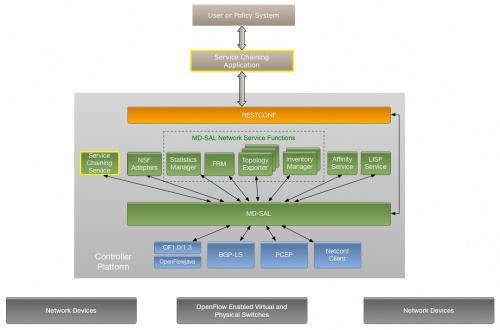 User or Policy System
Service Chaining
Application
RESTCONF
MD-SAL Network Service Functions
Service
Chaining
Service
NSF
Adapters
Statistics
Manager
FRM
Topology
Exporter
Inventory
Manager
Affinity
Service
LISP
Service
MD-SAL
Controller
Platform
OF1.0/1.3
OpenFlowjava
BGP-LS
PCEP
Netconf
Client
Network Devices
OpenFlow Enabled Virtual and
Physical Switches
Network Devices